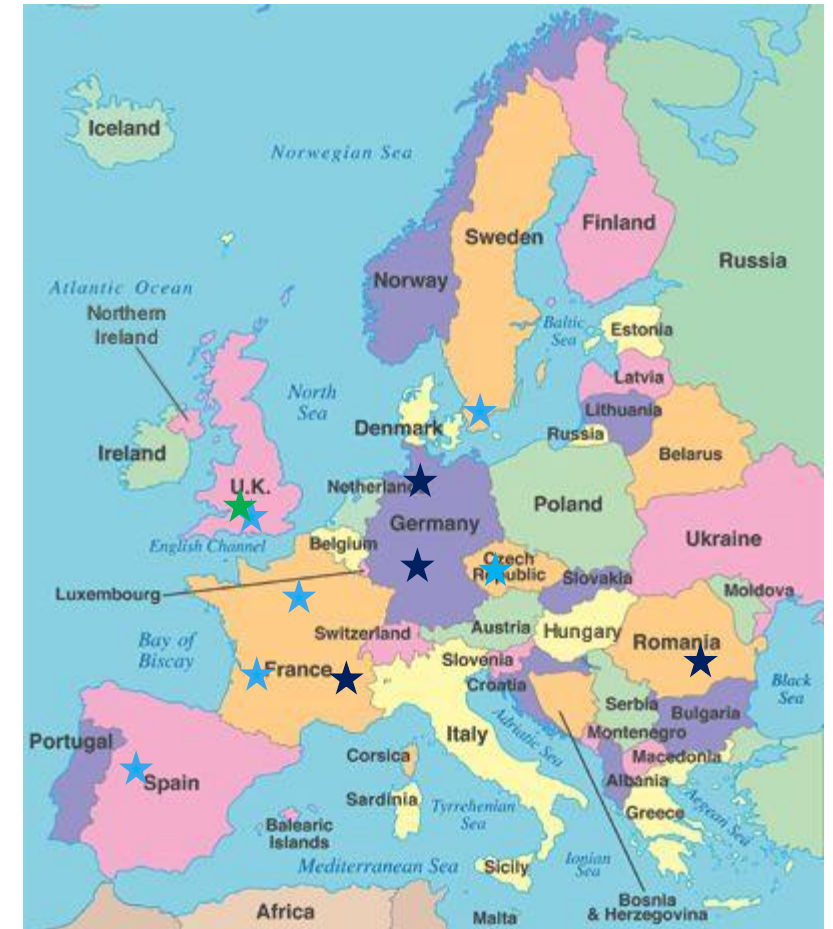 Iceland
Norwegian Sea
Finland
Sweden
Russia
Norway
Atlantic Ocean
Northern
Ireland
Baltic
Sea
Estonia
North
Sea
Latvia
Lithuania
Denmark
Russia
Ireland
Belarus
U.K.
Netherland
Poland
Germany
Ukraine
English Channel
Belgium
Czech
Republic
Slovakia
Luxembourg
Moldova
Austria
Hungary
Switzerland
Bay of
Biscay
Romania
Slovenia
France
Croatia
Black
Sea
Serbia
Bulgaria
Portugal
Italy
Adriatic Sea
Montenegro
Corsica
Macedonia
Spain
Albania
Sardinia
Tyrrehenian
Sea
Greece
Aegean Sea
Balearic
Islands
Mediterranean Sea
Sicily
Ionian
Sea
Bosnia
& Herzegovina
Africa
Malta